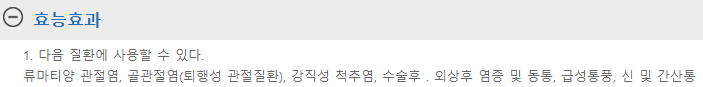 효능효과
1. 다음 질환에 사용할 수 있다.
류마티양 관절염, 골관절염(퇴행성 관절질환), 강직성 척추염, 수술후 . 외상후 염증 및 동통, 급성통풍, 신 및 간산통